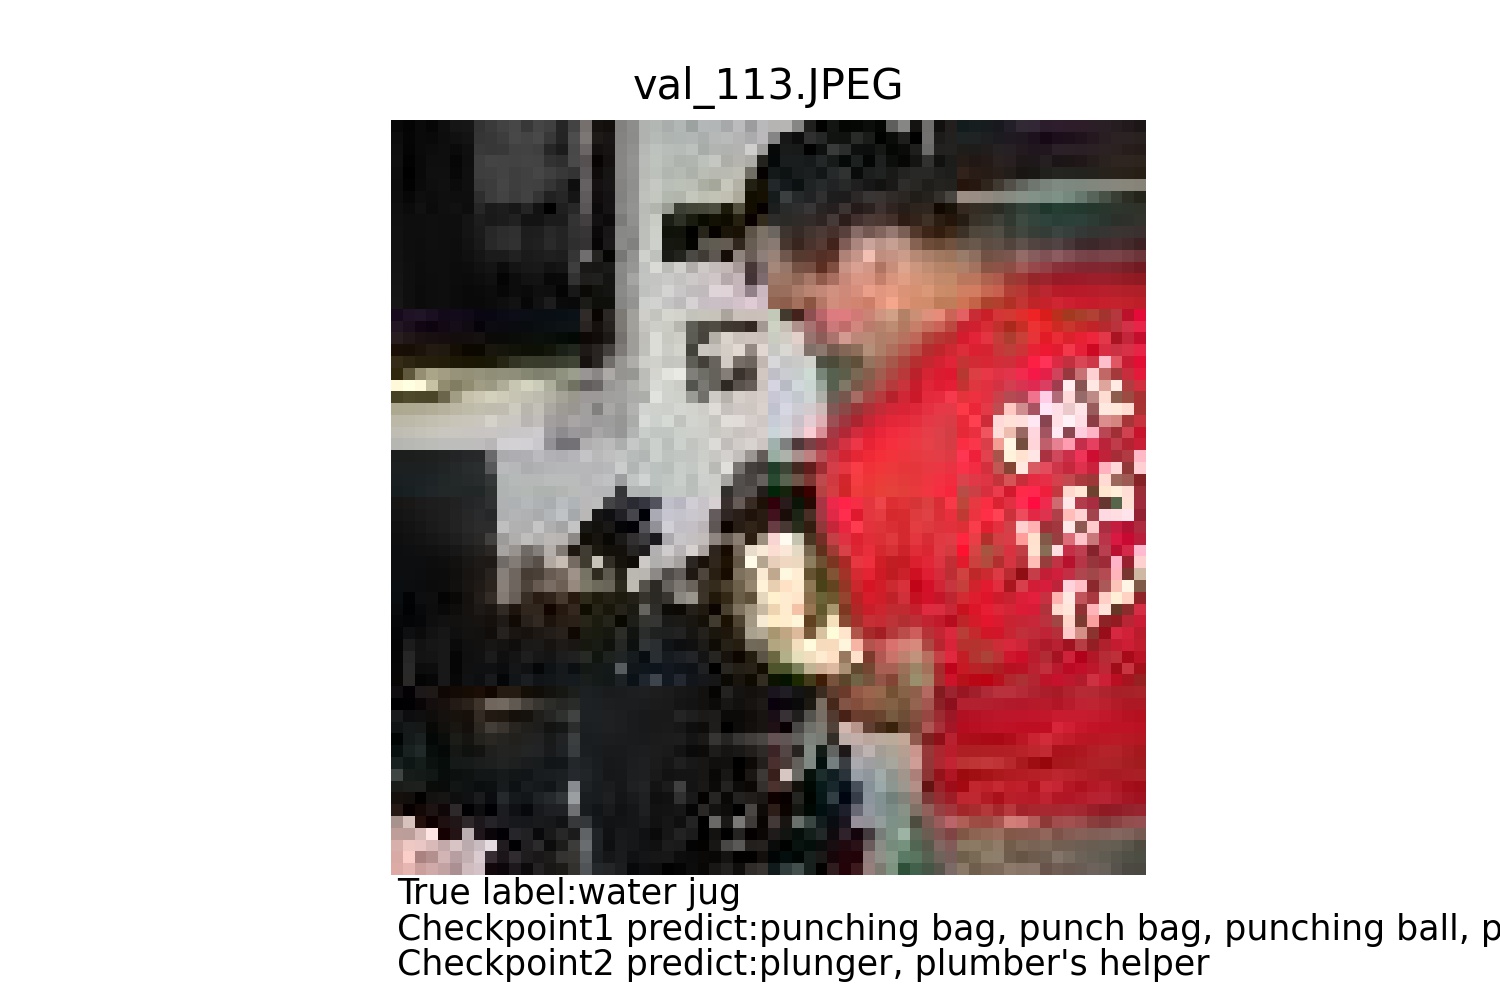 val_113.JPEG
ONE
LESS
CA
True label:water jug
Checkpoint1 predict:punching bag, punch bag, punching ball, p
Checkpoint2 predict:plunger, plumber's helper